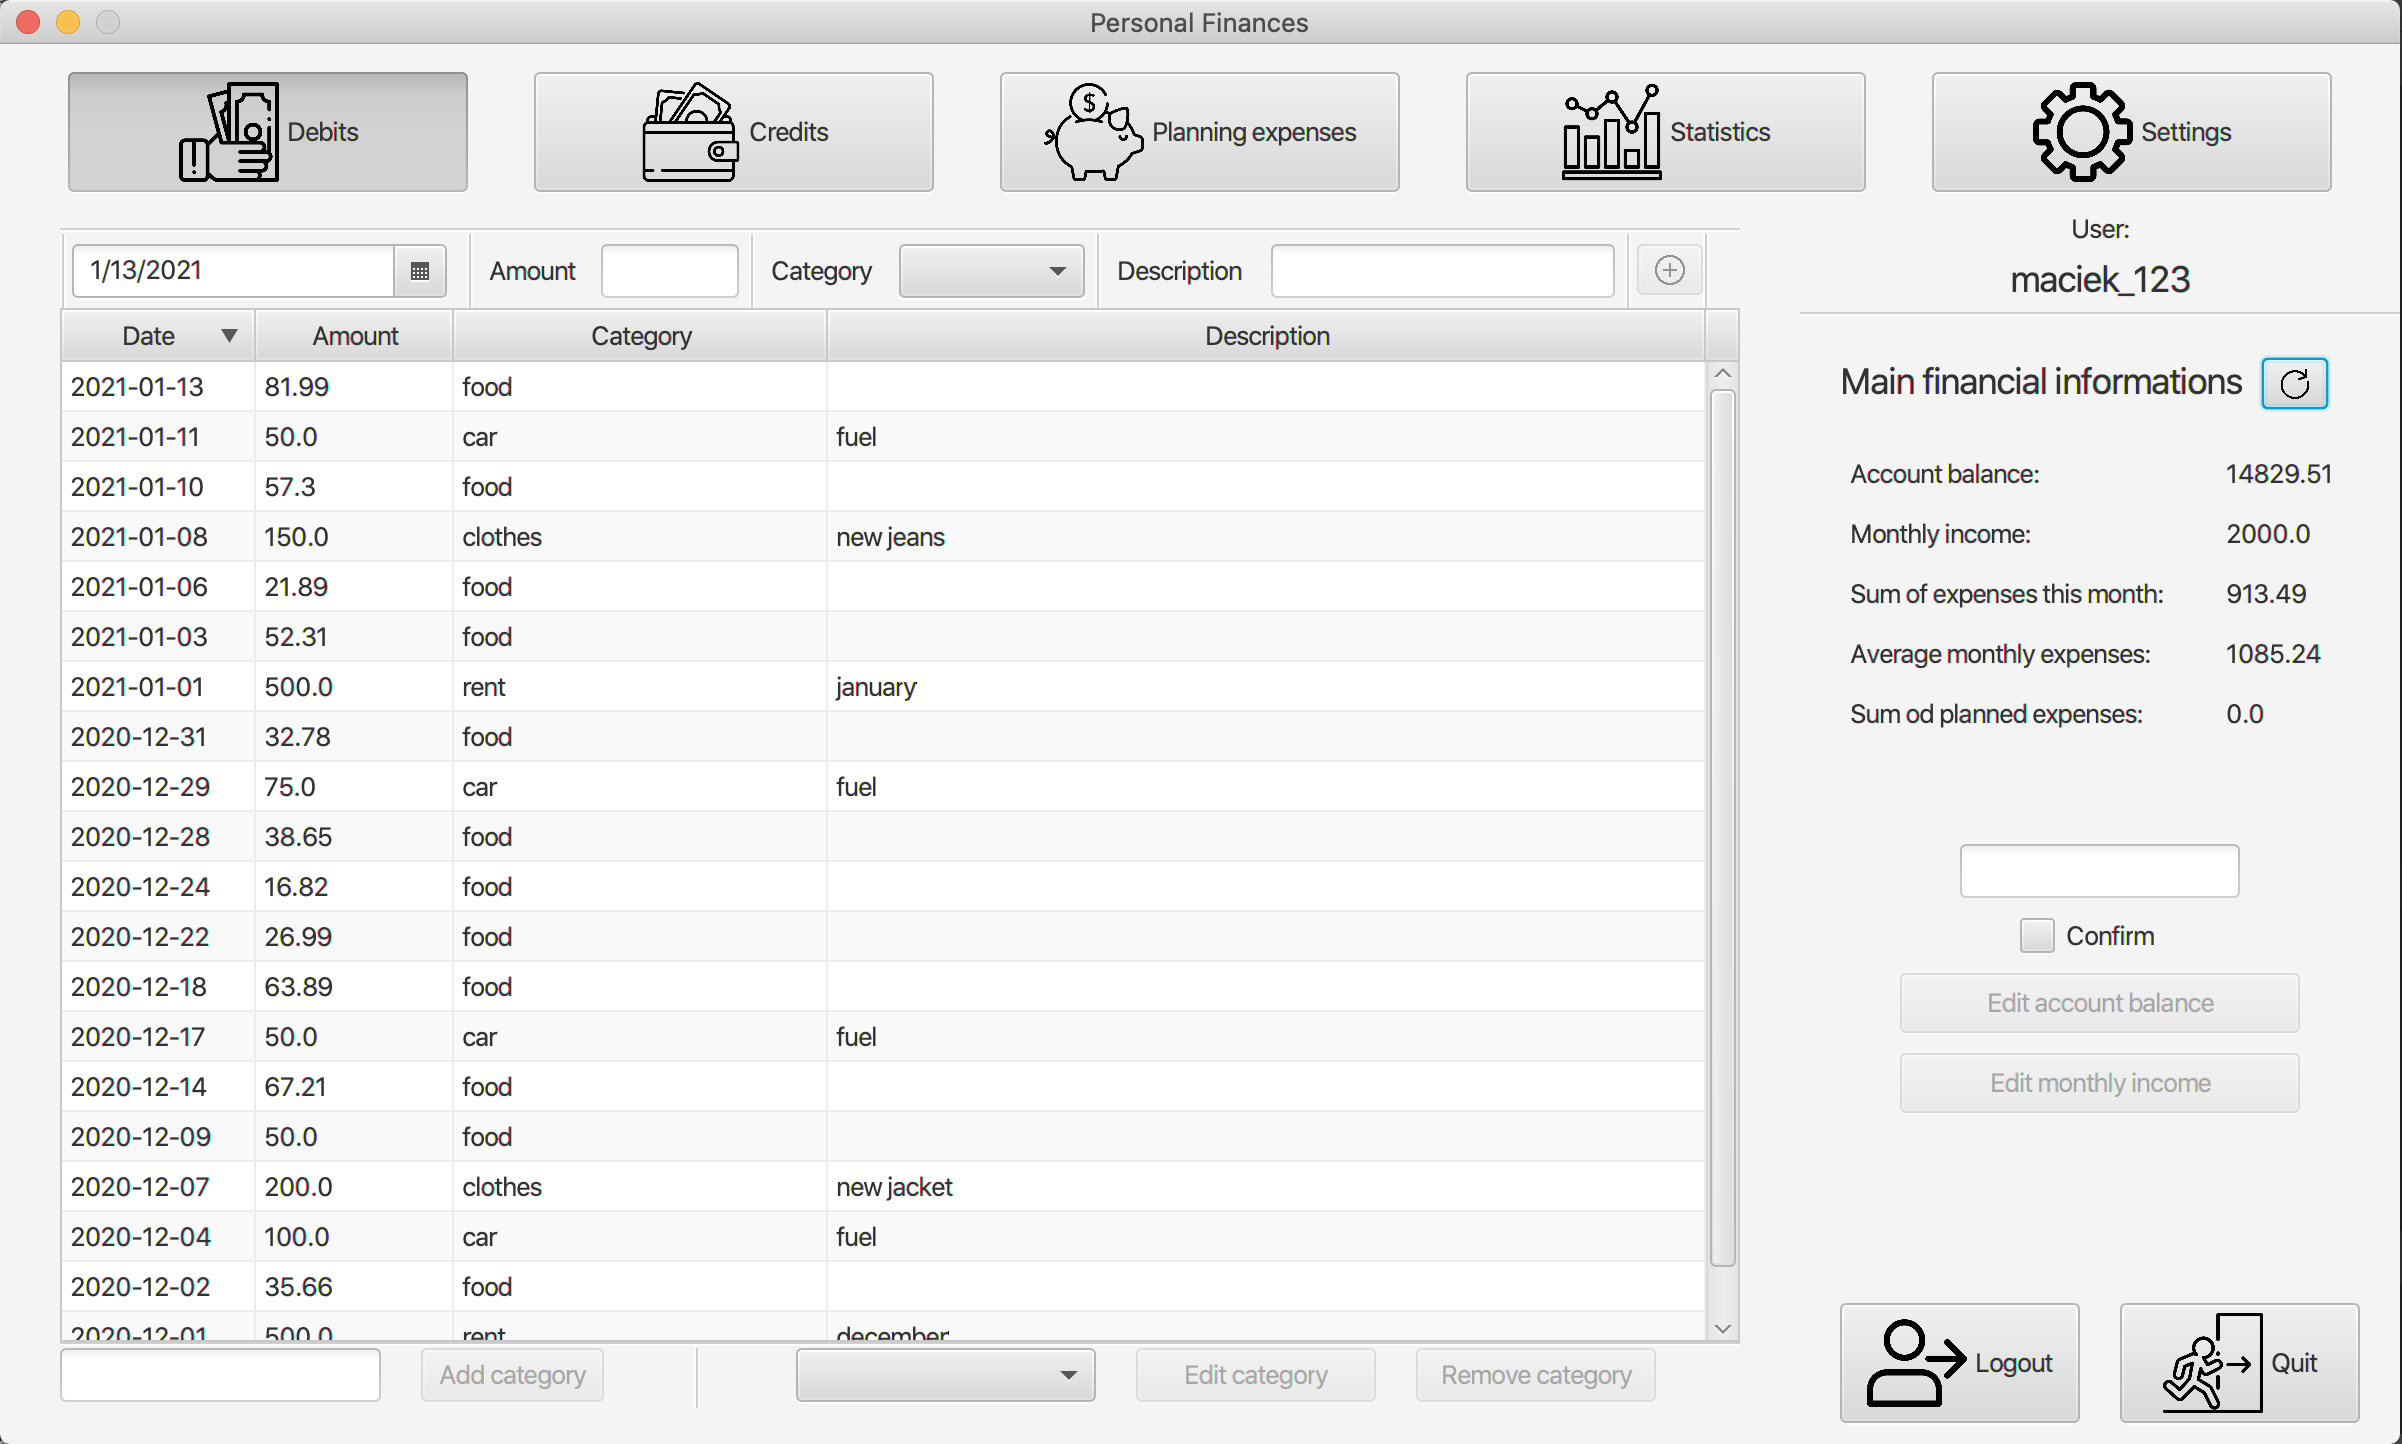 Personal Finances
Debits Credits $ Planning expenses Statistics Settings
User:
maciek_123
1/13/2021 Amount Category Description
Date Amount Category Description
2021-01-13 81.99 food
2021-01-11 50.0 car fuel
2021-01-10 57.3 food
2021-01-08 150.0 clothes new jeans
2021-01-06 21.89 food
2021-01-03 52.31 food
2021-01-01 500.0 rent january
2020-12-31 32.78 food
2020-12-29 75.0 car fuel
2020-12-28 38.65 food
2020-12-24 16.82 food
2020-12-22 26.99 food
2020-12-18 63.89 food
2020-12-17 50.0 car fuel
2020-12-14 67.21 food
2020-12-09 50.0 food
2020-12-07 200.0 clothes new jacket
2020-12-04 100.0 car fuel
2020-12-02 35.66 food
2020-12-01 500.0 rent december
Add category Edit category Remove category
Main financial informations
Account balance: 14829.51
Monthly income: 2000.0
Sum of expenses this month: 913.49
Average monthly expenses: 1085.24
Sum od planned expenses: 0.0
Confirm
Edit account balance
Edit monthly income
Logout Quit